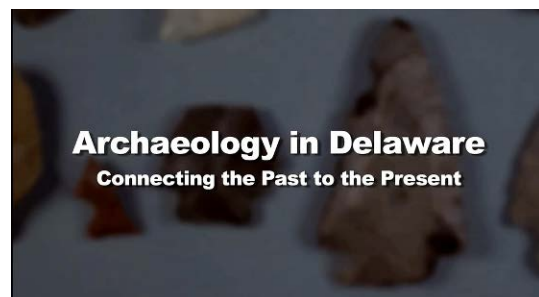 Archaeology in Delaware
Connecting the Past to the Present